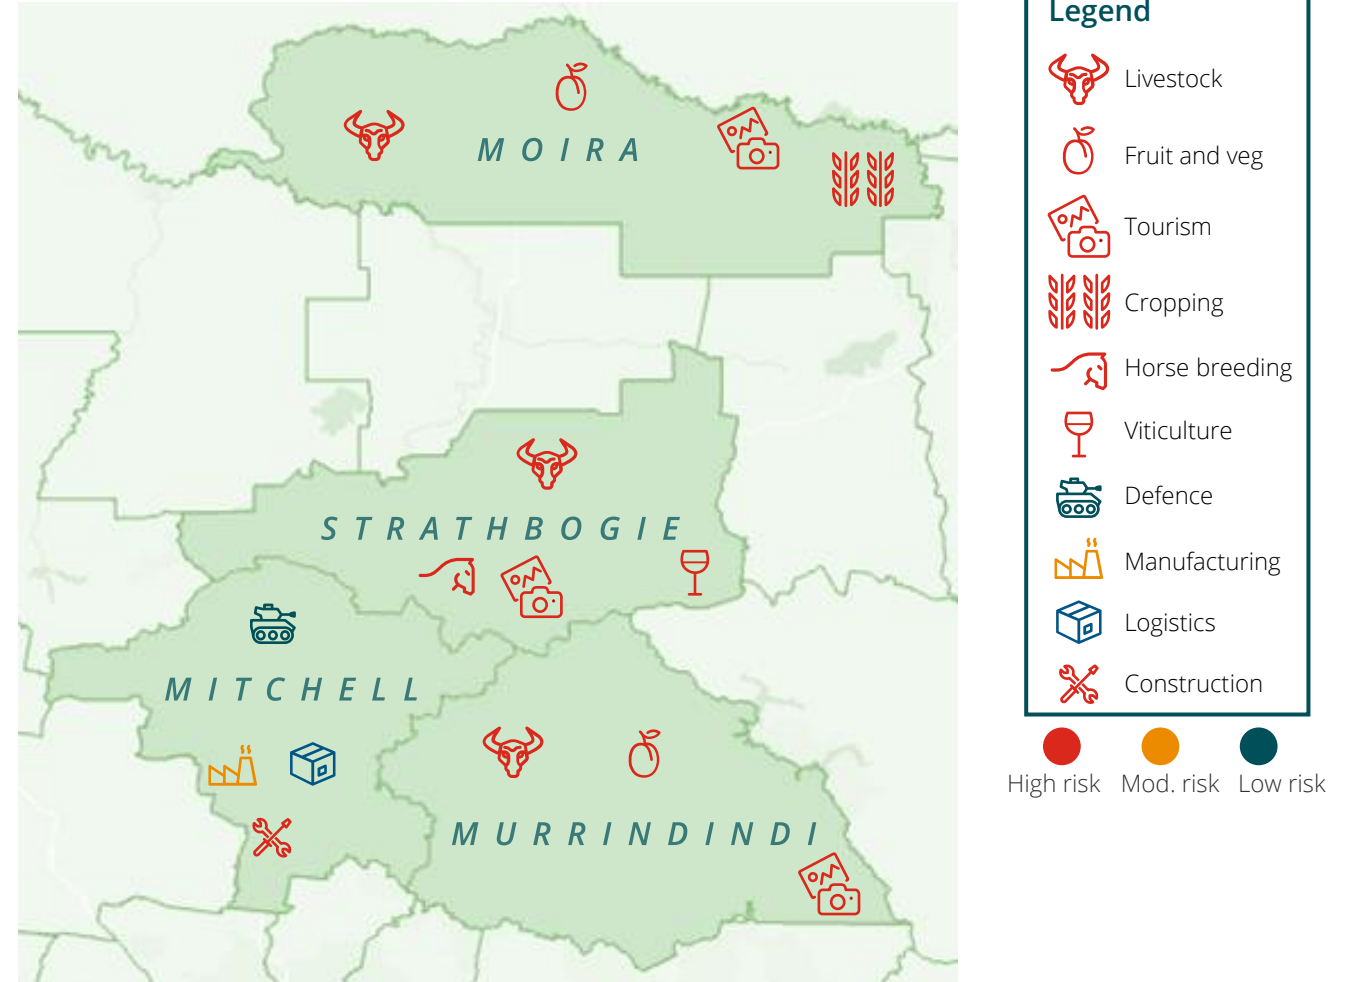 Legend
Livestock
Fruit and veg
Tourism
Cropping
Horse breeding
Viticulture
Defence
Manufacturing
Logistics
Construction
High risk Mod. risk Low risk
MOIRA
STRATHBOGIE
MITCHELL
MURRINDINDI